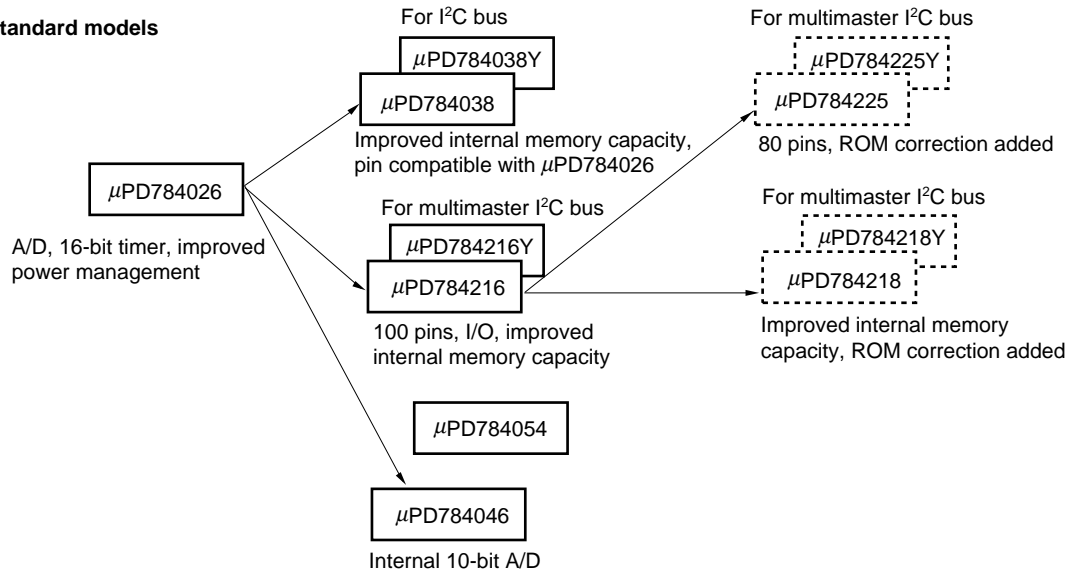 tandard models
For I²C bus
μPD784038Y
μPD784038
Improved internal memory capacity,
pin compatible with μPD784026
For multimaster I²C bus
μPD784225Y
μPD784225
80 pins, ROM correction added
μPD784026
A/D, 16-bit timer, improved
power management
For multimaster I²C bus
μPD784216Y
μPD784216
100 pins, I/O, improved
internal memory capacity
For multimaster I²C bus
μPD784218Y
μPD784218
Improved internal memory
capacity, ROM correction added
μPD784054
μPD784046
Internal 10-bit A/D